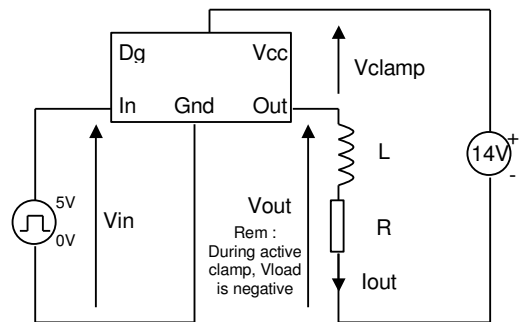 Dg Vcc
Vclamp
In Gnd Out
14V
+
-
L
5V
0V
Vin
Vout
R
Rem :
During active
clamp, Vload
is negative
Iout